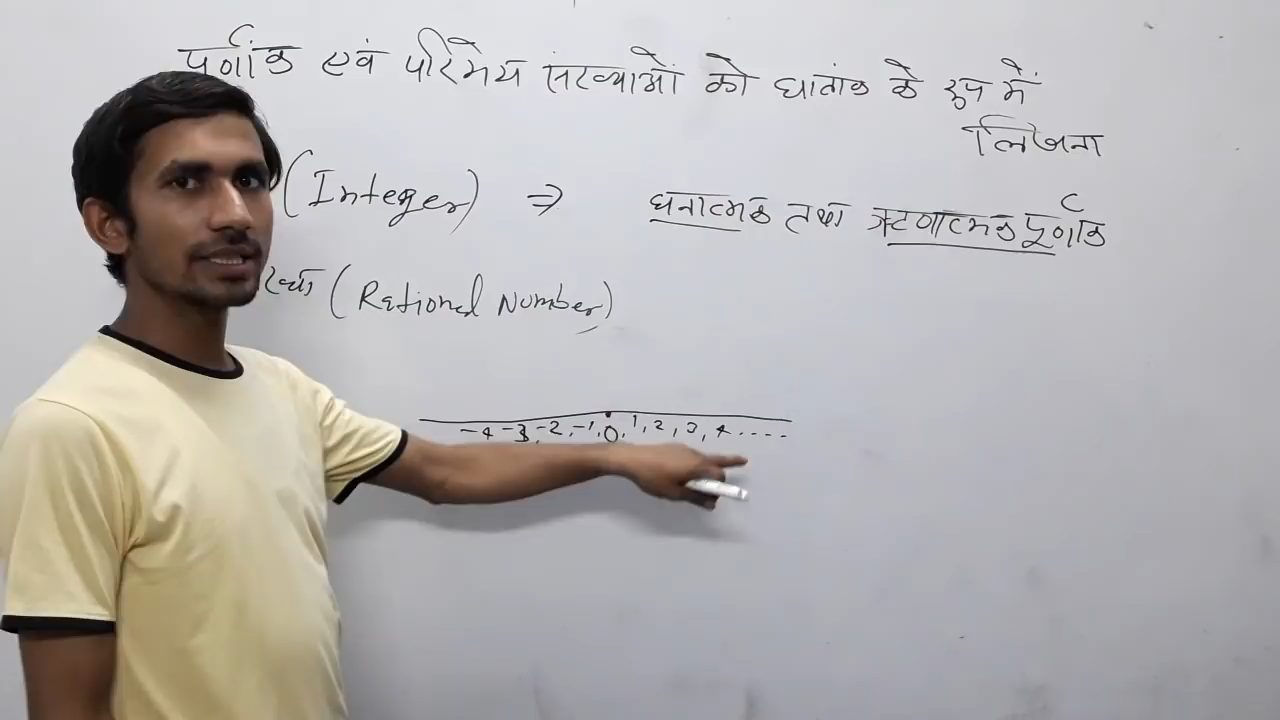 पूर्णांक एवं परिमेय संख्याओं को घातांक के रूप में
लिखना
(Integer) ⇒ धनात्मक तथा ऋणात्मक पूर्णांक
(Rational Number)
-4 -3, -2, -1, 0, 1, 2, 3, 4 ....